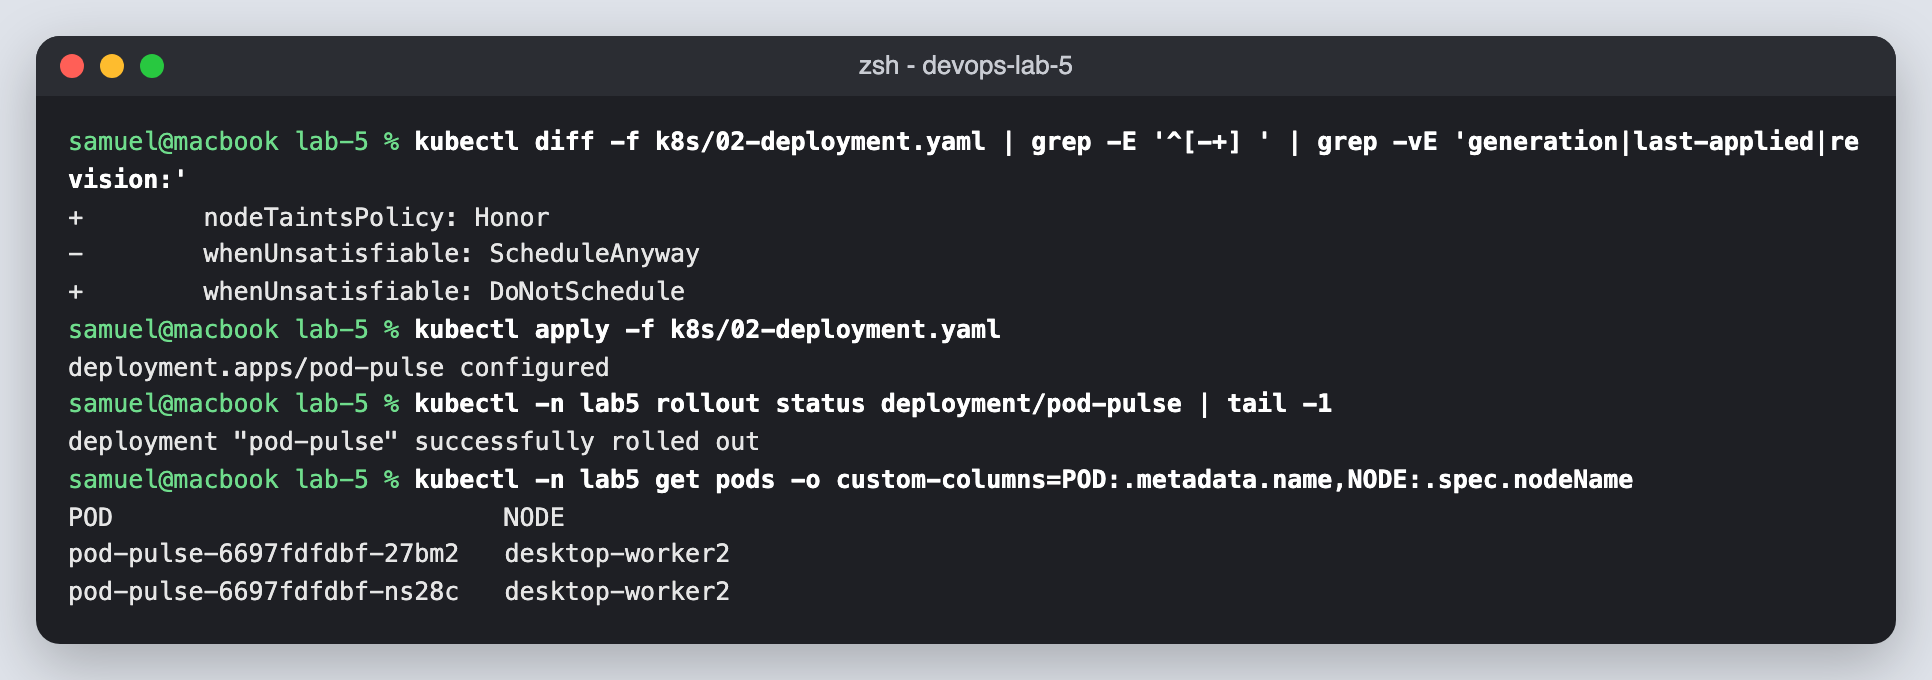 zsh - devops-lab-5
samuel@macbook lab-5 % kubectl diff -f k8s/02-deployment.yaml | grep -E '^[-+] ' | grep -vE 'generation|last-applied|re
vision:'
+        nodeTaintsPolicy: Honor
-        whenUnsatisfiable: ScheduleAnyway
+        whenUnsatisfiable: DoNotSchedule
samuel@macbook lab-5 % kubectl apply -f k8s/02-deployment.yaml
deployment.apps/pod-pulse configured
samuel@macbook lab-5 % kubectl -n lab5 rollout status deployment/pod-pulse | tail -1
deployment "pod-pulse" successfully rolled out
samuel@macbook lab-5 % kubectl -n lab5 get pods -o custom-columns=POD:.metadata.name,NODE:.spec.nodeName
POD                          NODE
pod-pulse-6697fdfdbf-27bm2   desktop-worker2
pod-pulse-6697fdfdbf-ns28c   desktop-worker2